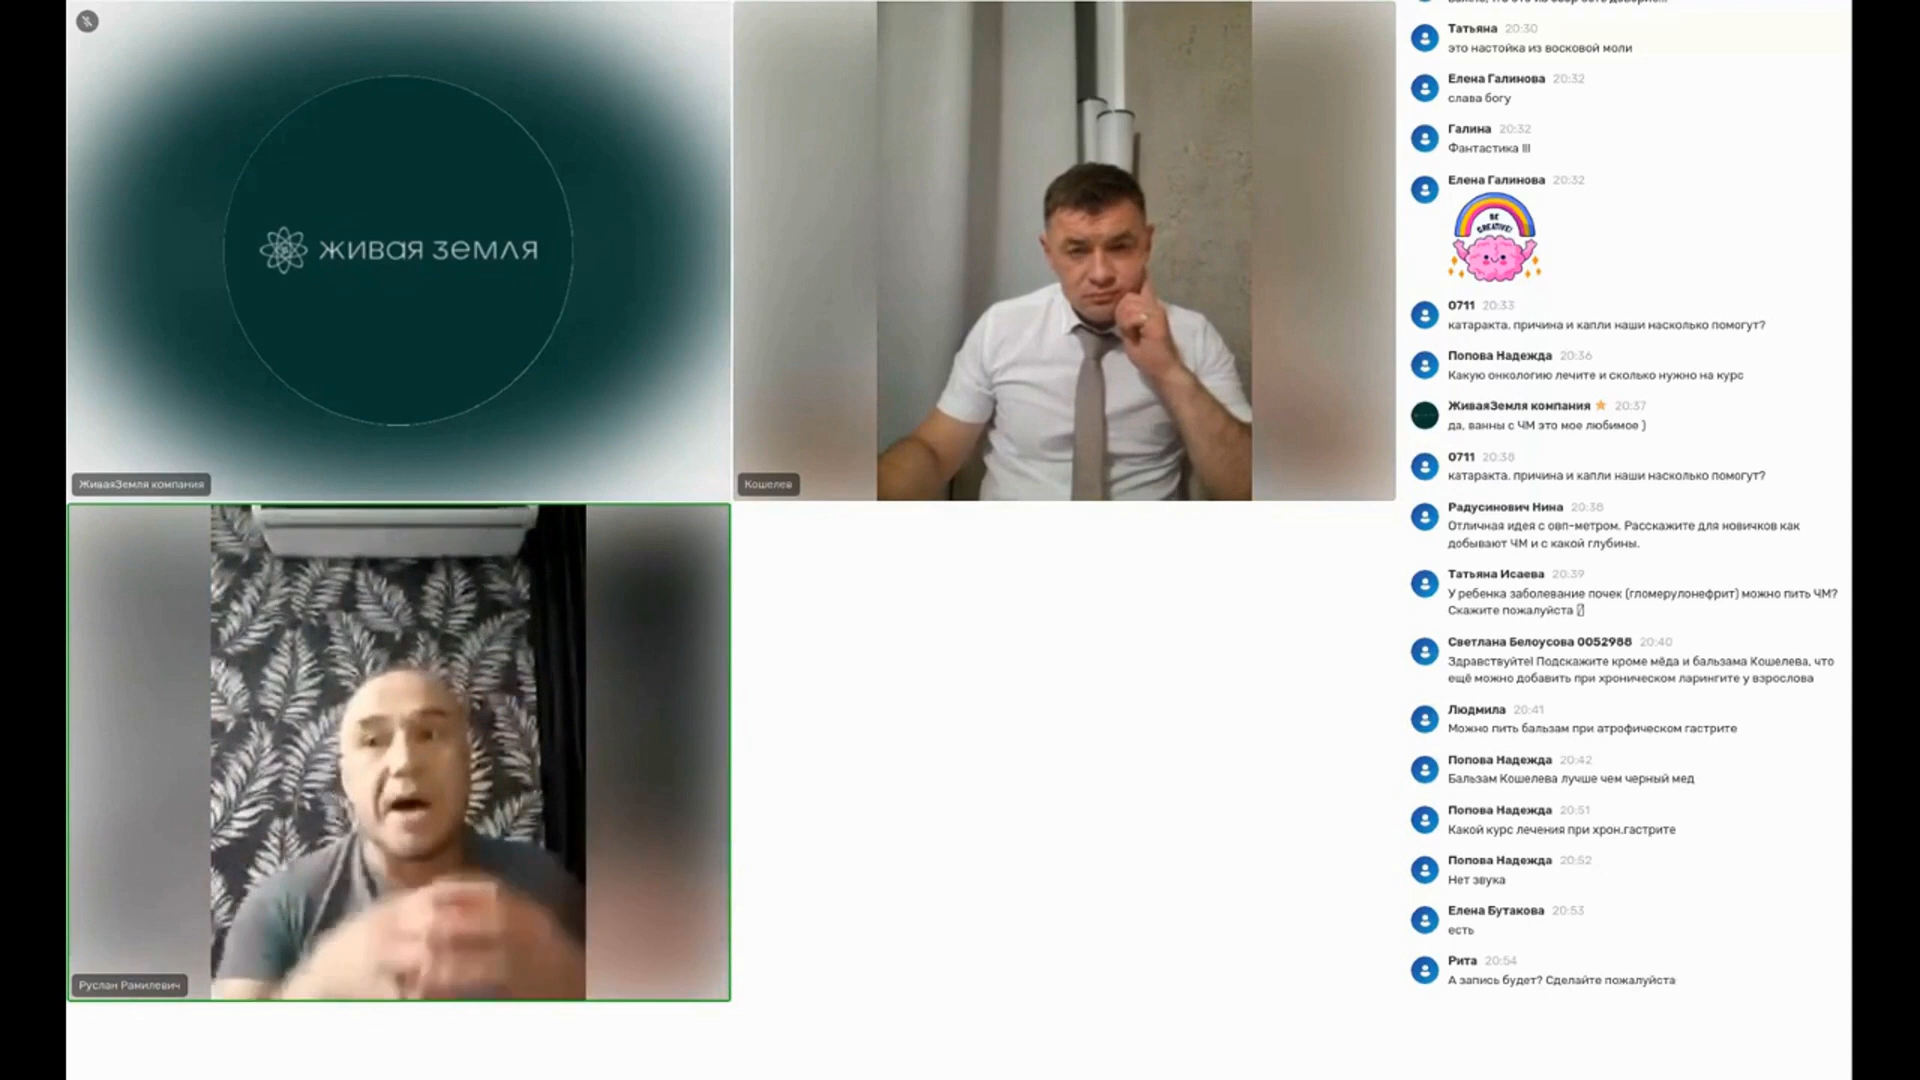 живая земля
ЖиваяЗемля компания
Кошелев
Руслан Рамилевич
Татьяна 20:30
это настойка из восковой моли
Елена Галинова 20:32
слава богу
Галина 20:32
Фантастика !!!
Елена Галинова 20:32
BE
CREATIVE!
0711 20:33
катаракта. причина и капли наши насколько помогут?
Попова Надежда 20:36
Какую онкологию лечите и сколько нужно на курс
ЖиваяЗемля компания 20:37
да, ванны с ЧМ это мое любимое )
0711 20:38
катаракта. причина и капли наши насколько помогут?
Радусинович Нина 20:38
Отличная идея с овп-метром. Расскажите для новичков как
добывают ЧМ и с какой глубины.
Татьяна Исаева 20:39
У ребенка заболевание почек (гломерулонефрит) можно пить ЧМ?
Скажите пожалуйста
Светлана Белоусова 0052988 20:40
Здравствуйте! Подскажите кроме мёда и бальзама Кошелева, что
ещё можно добавить при хроническом ларингите у взрослова
Людмила 20:41
Можно пить бальзам при атрофическом гастрите
Попова Надежда 20:42
Бальзам Кошелева лучше чем черный мед
Попова Надежда 20:51
Какой курс лечения при хрон.гастрите
Попова Надежда 20:52
Нет звука
Елена Бутакова 20:53
есть
Рита 20:54
А запись будет? Сделайте пожалуйста